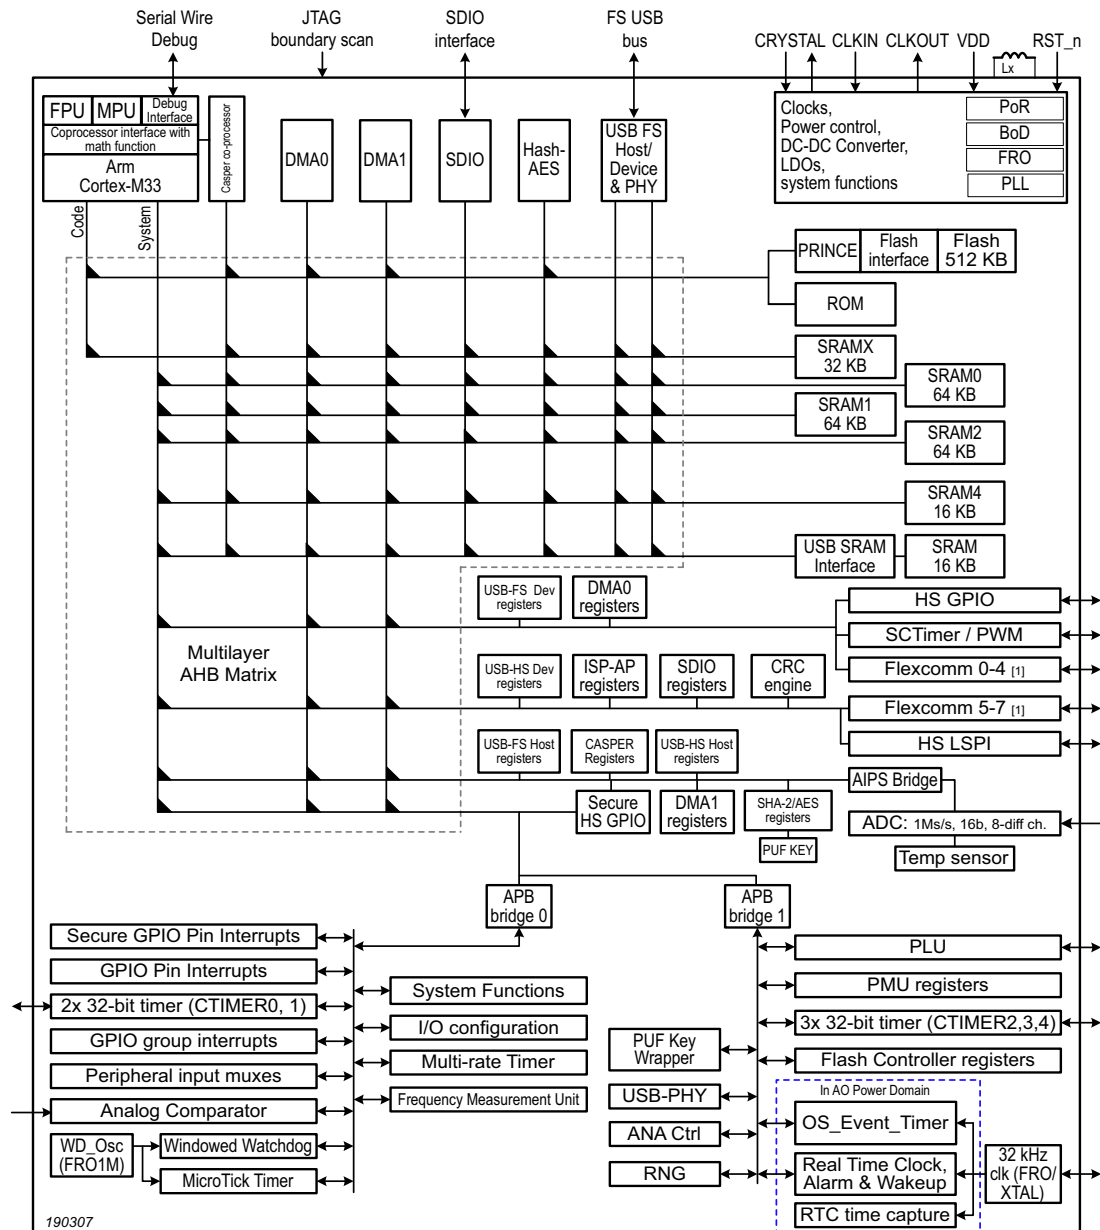 Serial Wire
Debug
JTAG
boundary scan
SDIO
interface
FS USB
bus
CRYSTAL
CLKIN
CLKOUT
VDD
Lx
RST_n
FPU
MPU
Debug
Interface
Coprocessor interface with
math function
Arm
Cortex-M33
Casper co-processor
DMA0
DMA1
SDIO
Hash-
AES
USB FS
Host/
Device
& PHY
Clocks,
Power control,
DC-DC Converter,
LDOs,
system functions
PoR
BoD
FRO
PLL
Code
System
PRINCE
Flash
interface
Flash
512 KB
ROM
SRAMX
32 KB
SRAM0
64 KB
SRAM1
64 KB
SRAM2
64 KB
SRAM4
16 KB
USB SRAM
Interface
SRAM
16 KB
Multilayer
AHB Matrix
USB-FS Dev
registers
DMA0
registers
HS GPIO
SCTimer / PWM
Flexcomm 0-4 [1]
USB-HS Dev
registers
ISP-AP
registers
SDIO
registers
CRC
engine
Flexcomm 5-7 [1]
HS LSPI
USB-FS Host
registers
CASPER
Registers
USB-HS Host
registers
AIPS Bridge
Secure
HS GPIO
DMA1
registers
SHA-2/AES
registers
PUF KEY
ADC: 1Ms/s, 16b, 8-diff ch.
Temp sensor
APB
bridge 0
APB
bridge 1
Secure GPIO Pin Interrupts
GPIO Pin Interrupts
2x 32-bit timer (CTIMER0, 1)
GPIO group interrupts
Peripheral input muxes
Analog Comparator
WD_Osc
(FRO1M)
Windowed Watchdog
MicroTick Timer
System Functions
I/O configuration
Multi-rate Timer
Frequency Measurement Unit
PUF Key
Wrapper
USB-PHY
ANA Ctrl
RNG
PLU
PMU registers
3x 32-bit timer (CTIMER2,3,4)
Flash Controller registers
In AO Power Domain
OS_Event_Timer
Real Time Clock,
Alarm & Wakeup
RTC time capture
32 kHz
clk (FRO/
XTAL)
190307